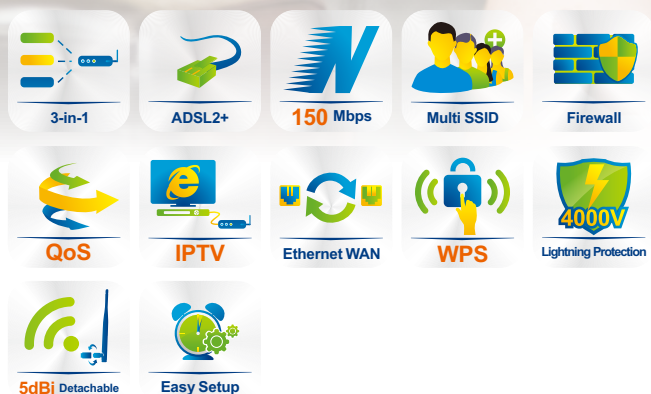 3-in-1
ADSL2+
N
150 Mbps
Multi SSID
Firewall
QoS
e
IPTV
Ethernet WAN
WPS
4000V
Lightning Protection
5dBi Detachable
Easy Setup